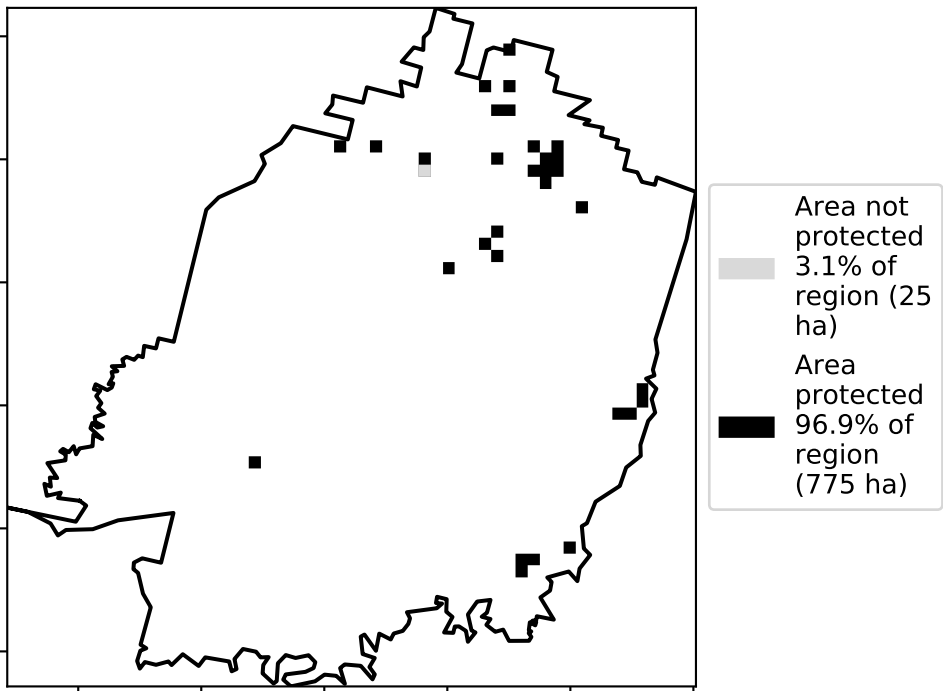 Area not
protected
3.1% of
region (25
ha)
Area
protected
96.9% of
region
(775 ha)